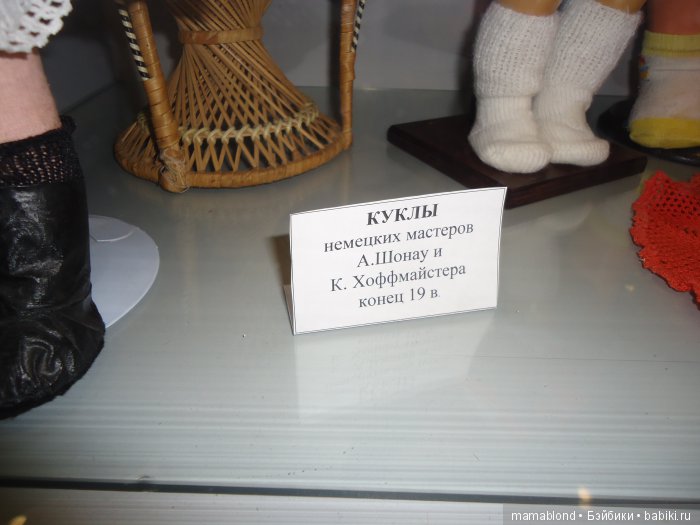 КУКЛЫ
немецких мастеров
А.Шонау и
К. Хоффмайстера
конец 19 в.
mamablond • Бэйбики • babiki.ru